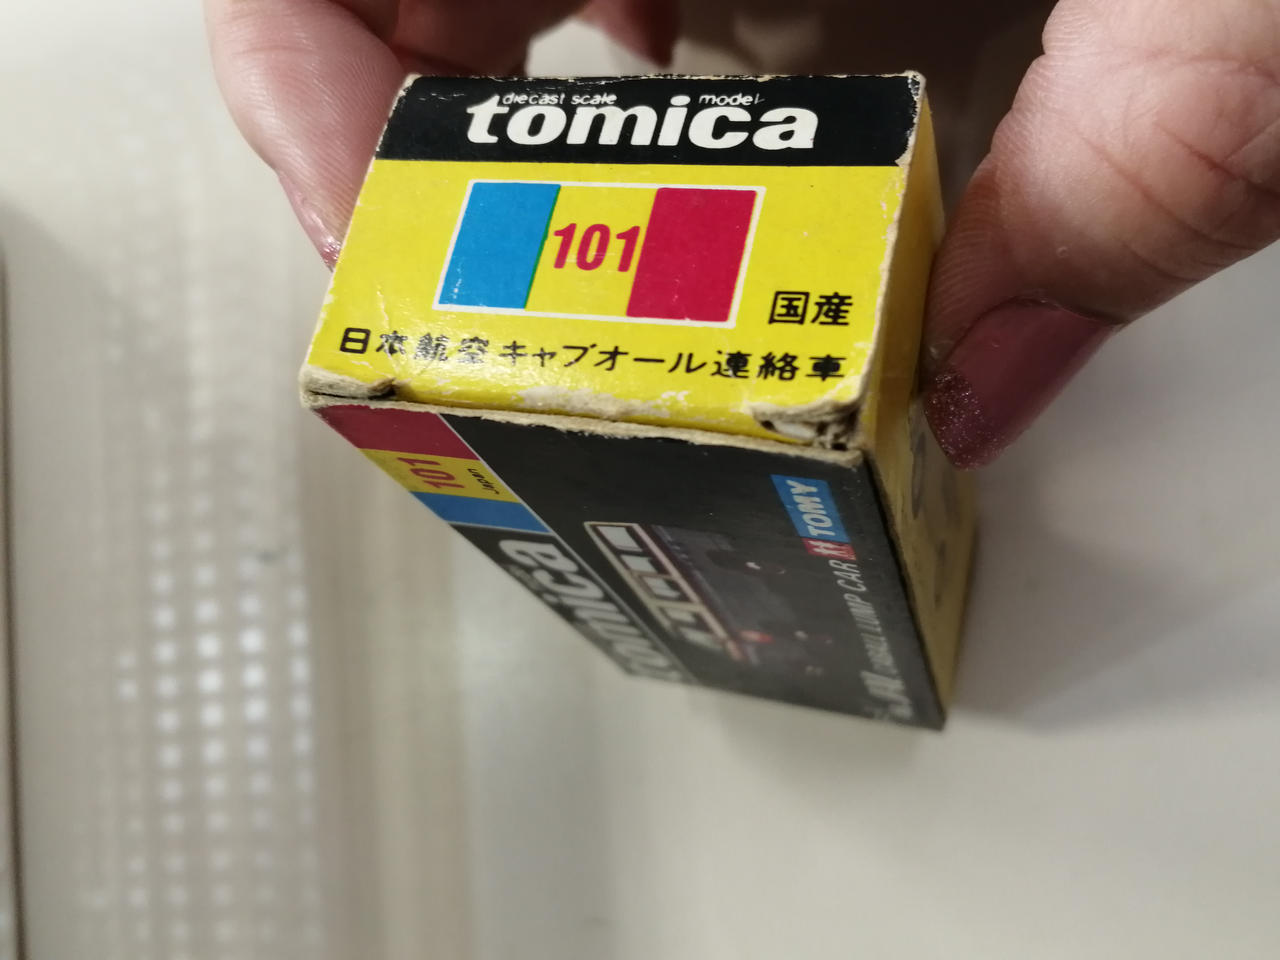 diecast scale model
tomica
101
国産
日本航空キャブオール連絡車
101
Japan
tomica
TOMY
LUMP CAR